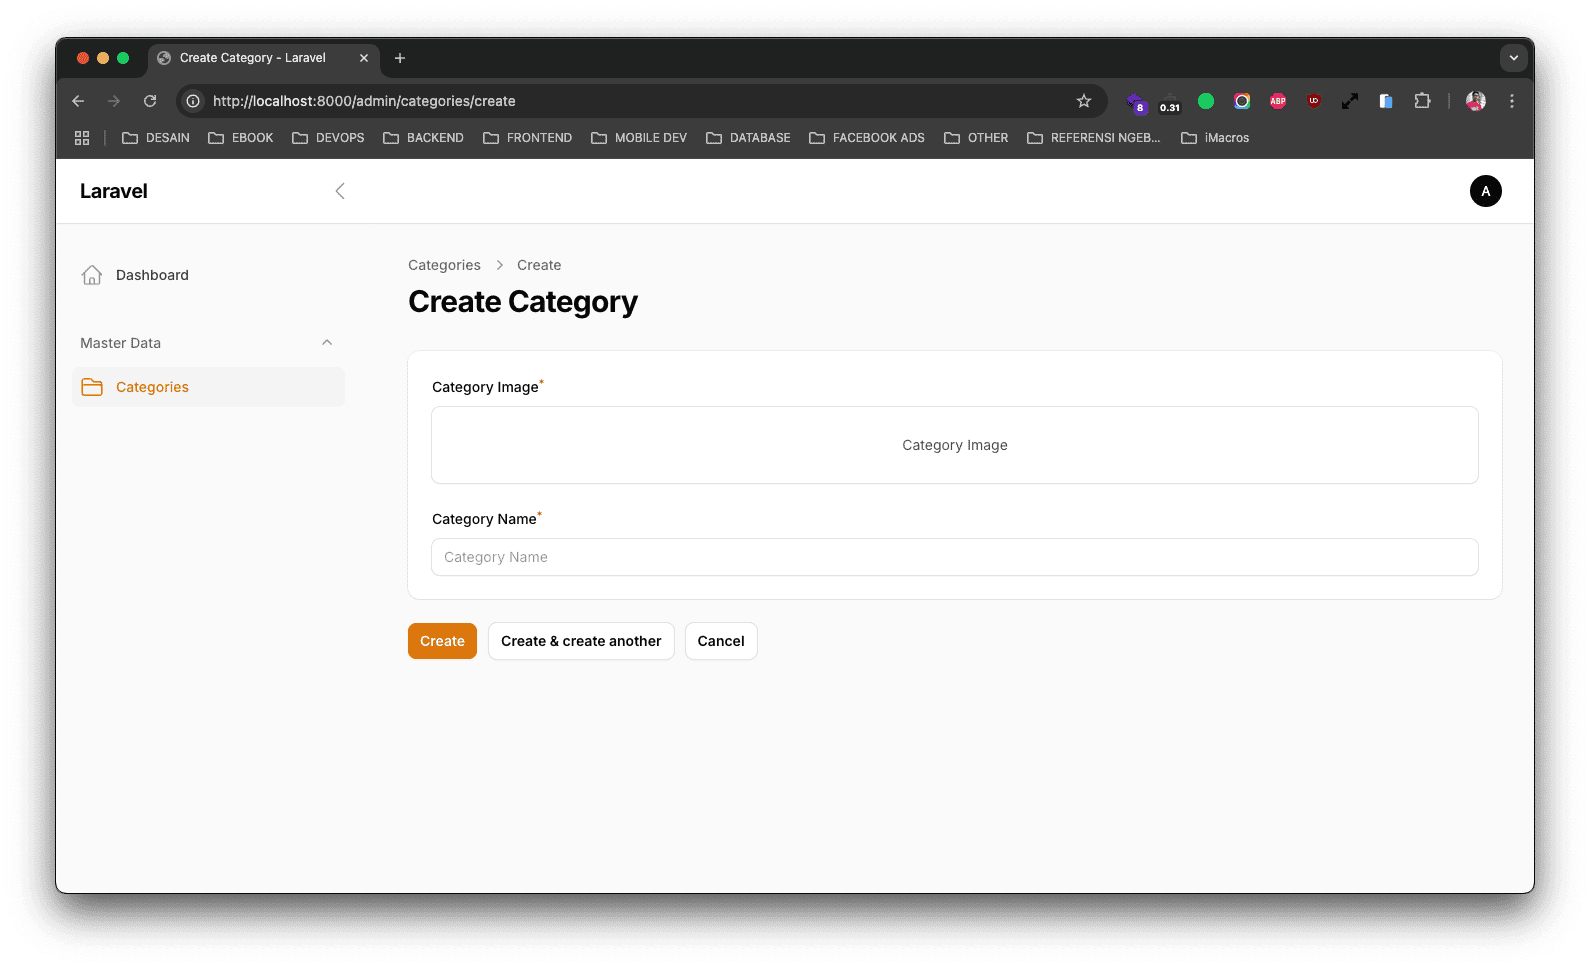 Create Category - Laravel
http://localhost:8000/admin/categories/create
8
0.31
ABP
UD
DESAIN EBOOK DEVOPS BACKEND FRONTEND MOBILE DEV DATABASE FACEBOOK ADS OTHER REFERENSI NGEB... iMacros
Laravel
A
Dashboard
Master Data
Categories
Categories > Create
Create Category
Category Image*
Category Image
Category Name*
Category Name
Create
Create & create another
Cancel